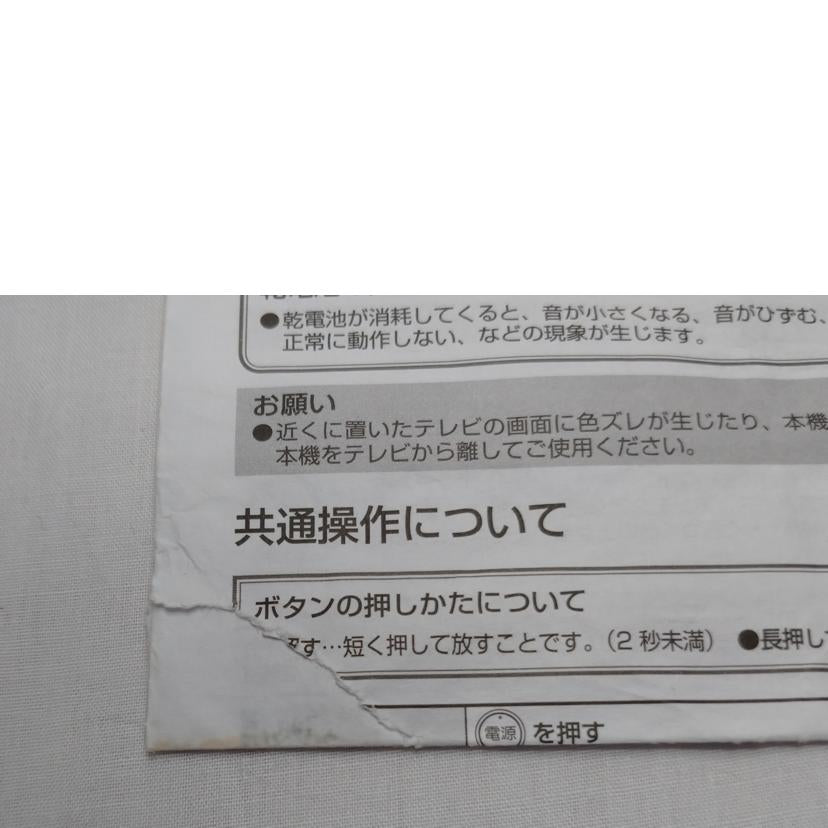 ●乾電池が消耗してくると、音が小さくなる、音がひずむ、
正常に動作しない、などの現象が生じます。
お願い
●近くに置いたテレビの画面に色ズレが生じたり、本機
本機をテレビから離してご使用ください。
共通操作について
ボタンの押しかたについて
す…短く押して放すことです。（2 秒未満） ●長押し
電源 を押す